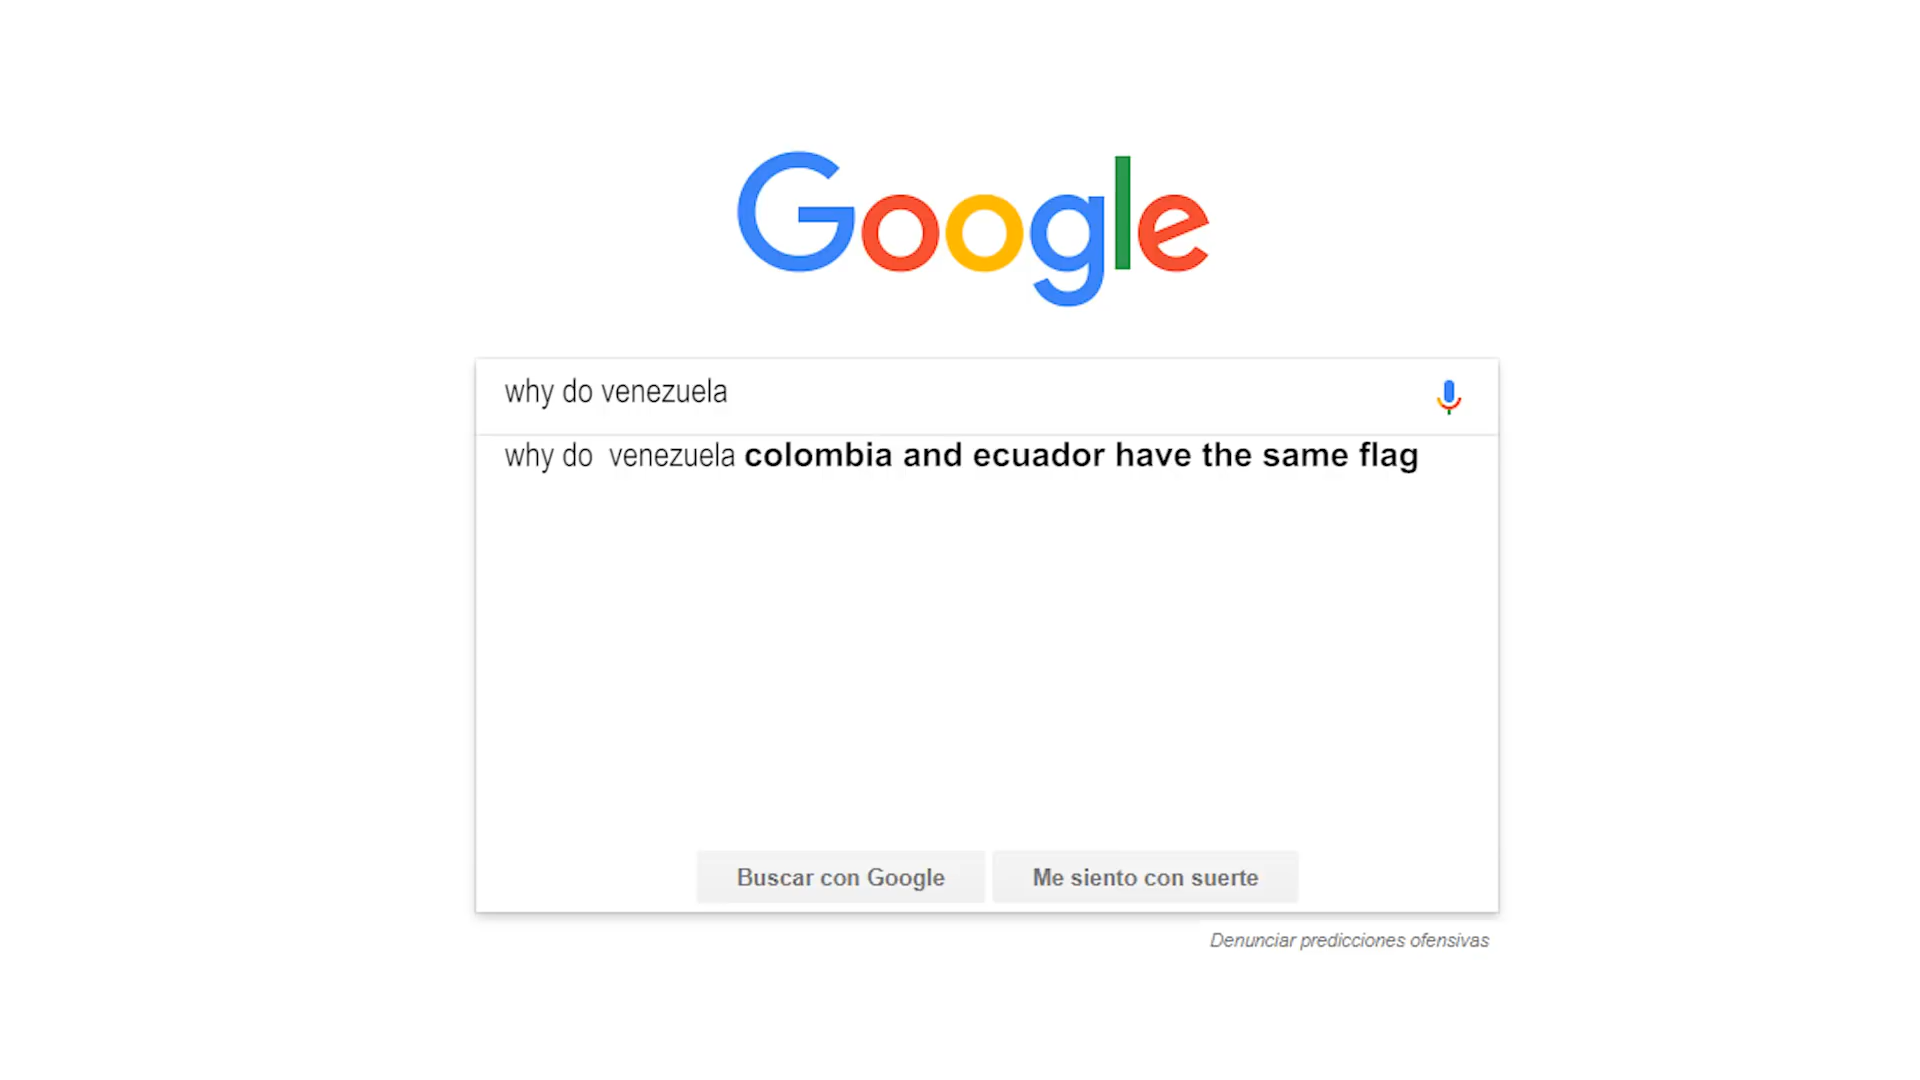 Google
why do venezuela
why do venezuela colombia and ecuador have the same flag
Buscar con Google
Me siento con suerte
Denunciar predicciones ofensivas